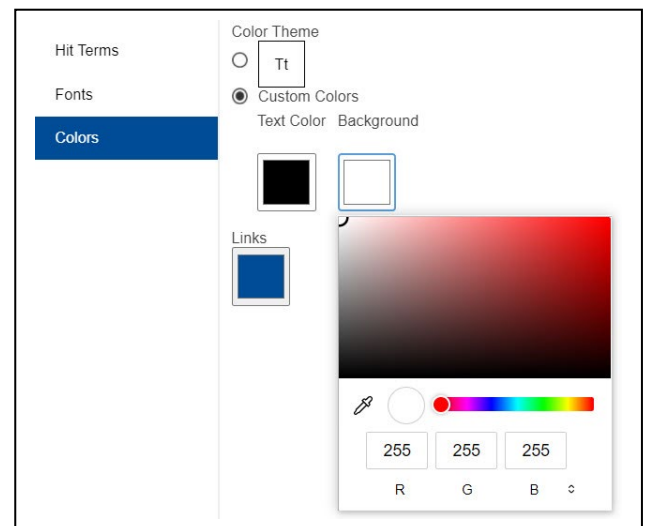 Hit Terms
Fonts
Colors
Color Theme
Tt
Custom Colors
Text Color Background
Links
255 255 255
R G B